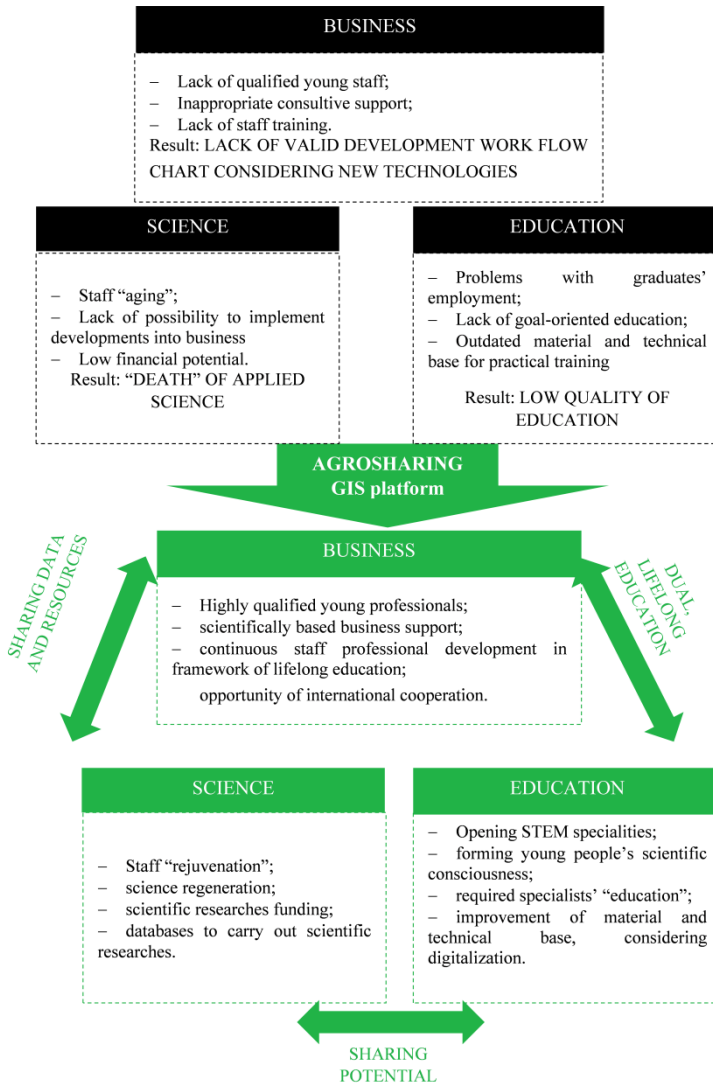 BUSINESS
– Lack of qualified young staff;
– Inappropriate consultive support;
– Lack of staff training.
Result: LACK OF VALID DEVELOPMENT WORK FLOW
CHART CONSIDERING NEW TECHNOLOGIES
SCIENCE
– Staff “aging”;
– Lack of possibility to implement
developments into business
– Low financial potential.
Result: “DEATH” OF APPLIED
SCIENCE
EDUCATION
– Problems with graduates’
employment;
– Lack of goal-oriented education;
– Outdated material and technical
base for practical training
Result: LOW QUALITY OF
EDUCATION
AGROSHARING
GIS platform
SHARING DATA
AND RESOURCES
BUSINESS
– Highly qualified young professionals;
– scientifically based business support;
– continuous staff professional development in
framework of lifelong education;
opportunity of international cooperation.
DUAL,
LIFELONG
EDUCATION
SCIENCE
– Staff “rejuvenation”;
– science regeneration;
– scientific researches funding;
– databases to carry out scientific
researches.
EDUCATION
– Opening STEM specialities;
– forming young people’s scientific
consciousness;
– required specialists’ “education”;
– improvement of material and
technical base, considering
digitalization.
SHARING
POTENTIAL